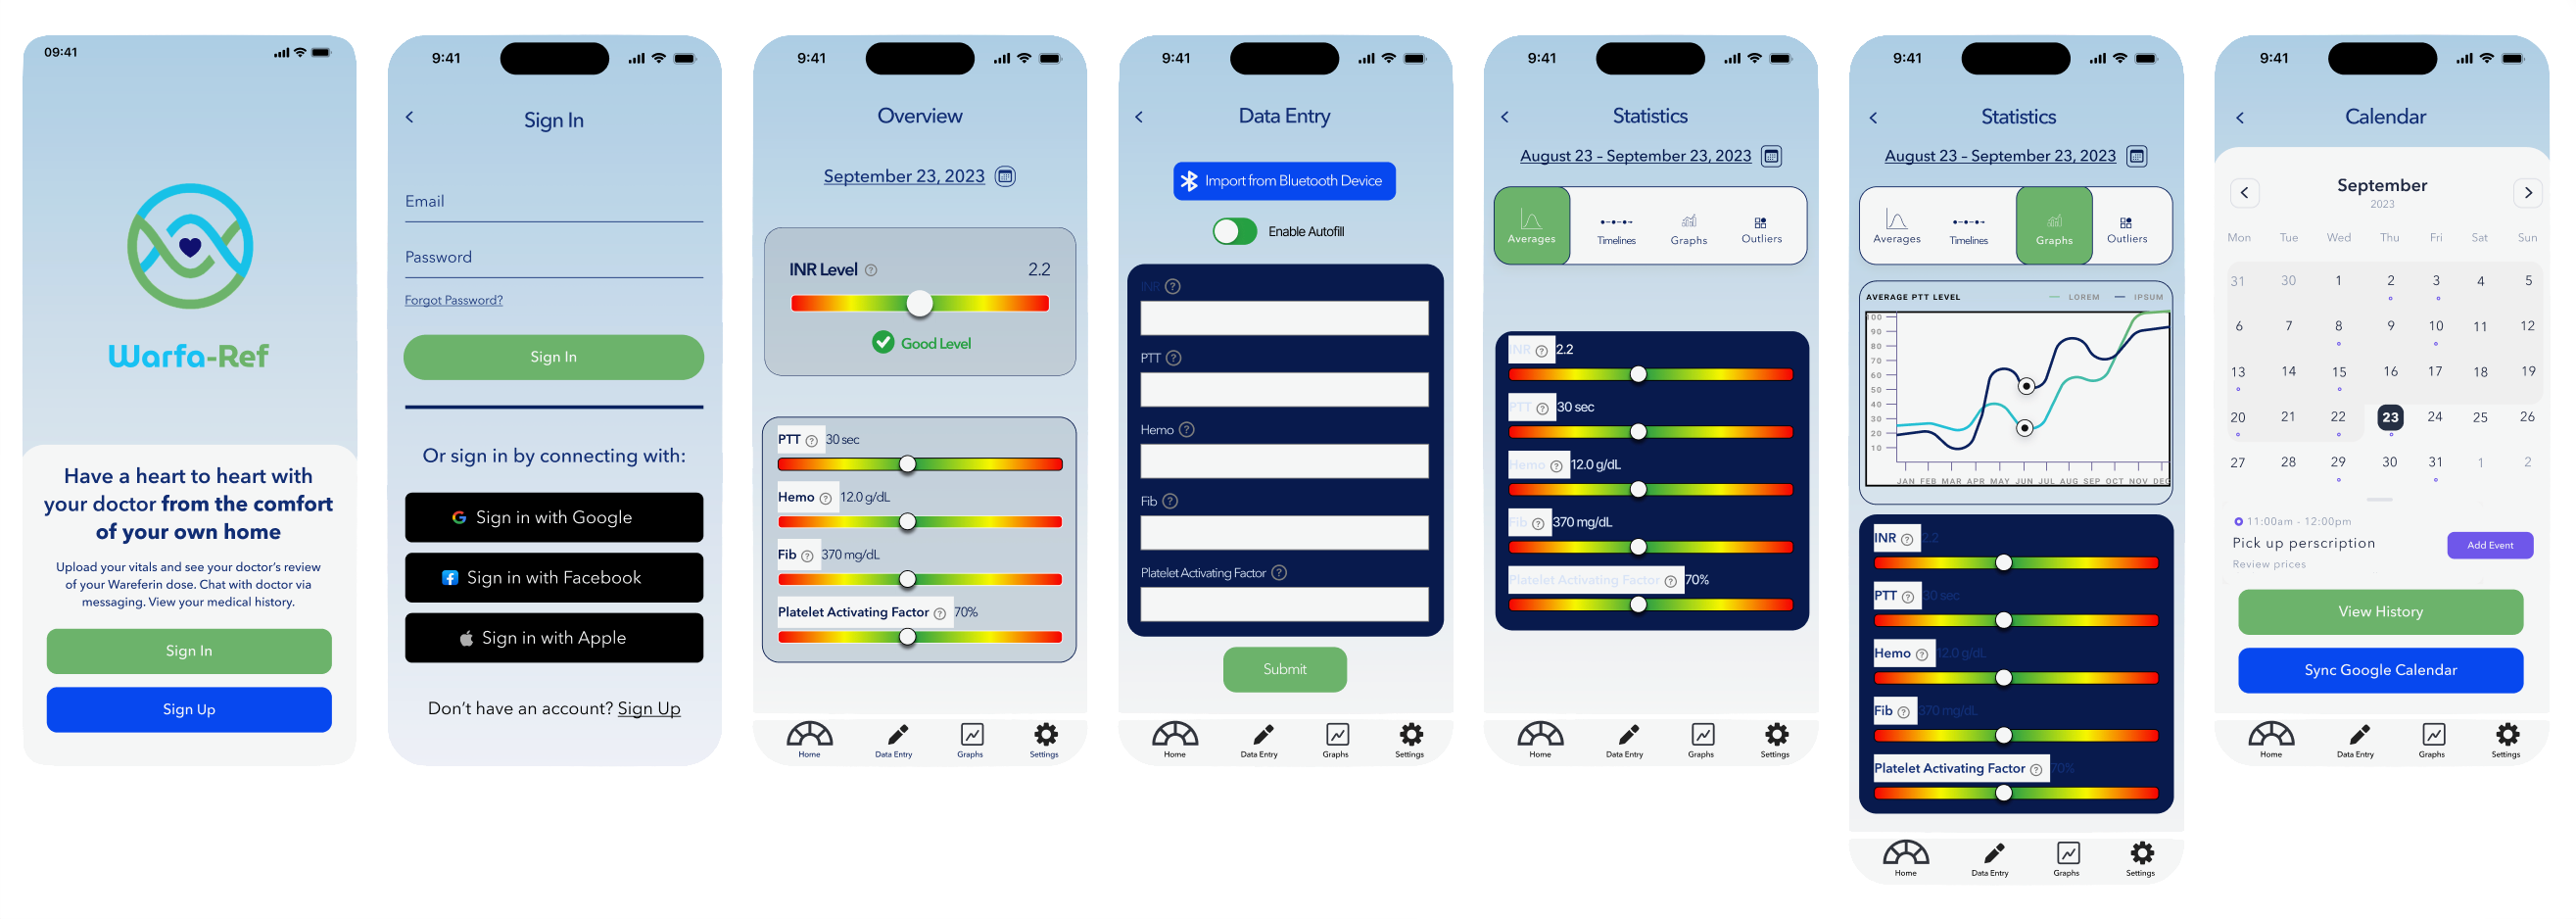 09:41
Warfa-Ref
Have a heart to heart with
your doctor from the comfort
of your own home
Upload your vitals and see your doctor's review
of your Wareferin dose. Chat with doctor via
messaging. View your medical history.
Sign In
Sign Up
9:41
Sign In
Email
Password
Forgot Password?
Sign In
Or sign in by connecting with:
Sign in with Google
Sign in with Facebook
Sign in with Apple
Don't have an account? Sign Up
9:41
Overview
September 23, 2023
INR Level ? 2.2
Good Level
PTT ? 30 sec
Hemo ? 12.0 g/dL
Fib ? 370 mg/dL
Platelet Activating Factor ? 70%
Home Data Entry Graphs Settings
9:41
Data Entry
Import from Bluetooth Device
Enable Autofill
INR ?
PTT ?
Hemo ?
Fib ?
Platelet Activating Factor ?
Submit
Home Data Entry Graphs Settings
9:41
Statistics
August 23 – September 23, 2023
Averages Timelines Graphs Outliers
INR ? 2.2
PTT ? 30 sec
Hemo ? 12.0 g/dL
Fib ? 370 mg/dL
Platelet Activating Factor ? 70%
Home Data Entry Graphs Settings
9:41
Statistics
August 23 – September 23, 2023
Averages Timelines Graphs Outliers
AVERAGE PTT LEVEL LOREM IPSUM
100
90
80
70
60
50
40
30
20
10
JAN FEB MAR APR MAY JUN JUL AUG SEP OCT NOV DEC
INR ? 2.2
PTT ? 30 sec
Hemo ? 12.0 g/dL
Fib ? 370 mg/dL
Platelet Activating Factor ? 70%
Home Data Entry Graphs Settings
9:41
Calendar
September
2023
Mon Tue Wed Thu Fri Sat Sun
31 30 1 2 3 4 5
6 7 8 9 10 11 12
13 14 15 16 17 18 19
20 21 22 23 24 25 26
27 28 29 30 31 1 2
11:00am - 12:00pm
Pick up perscription
Add Event
Review prices
View History
Sync Google Calendar
Home Data Entry Graphs Settings